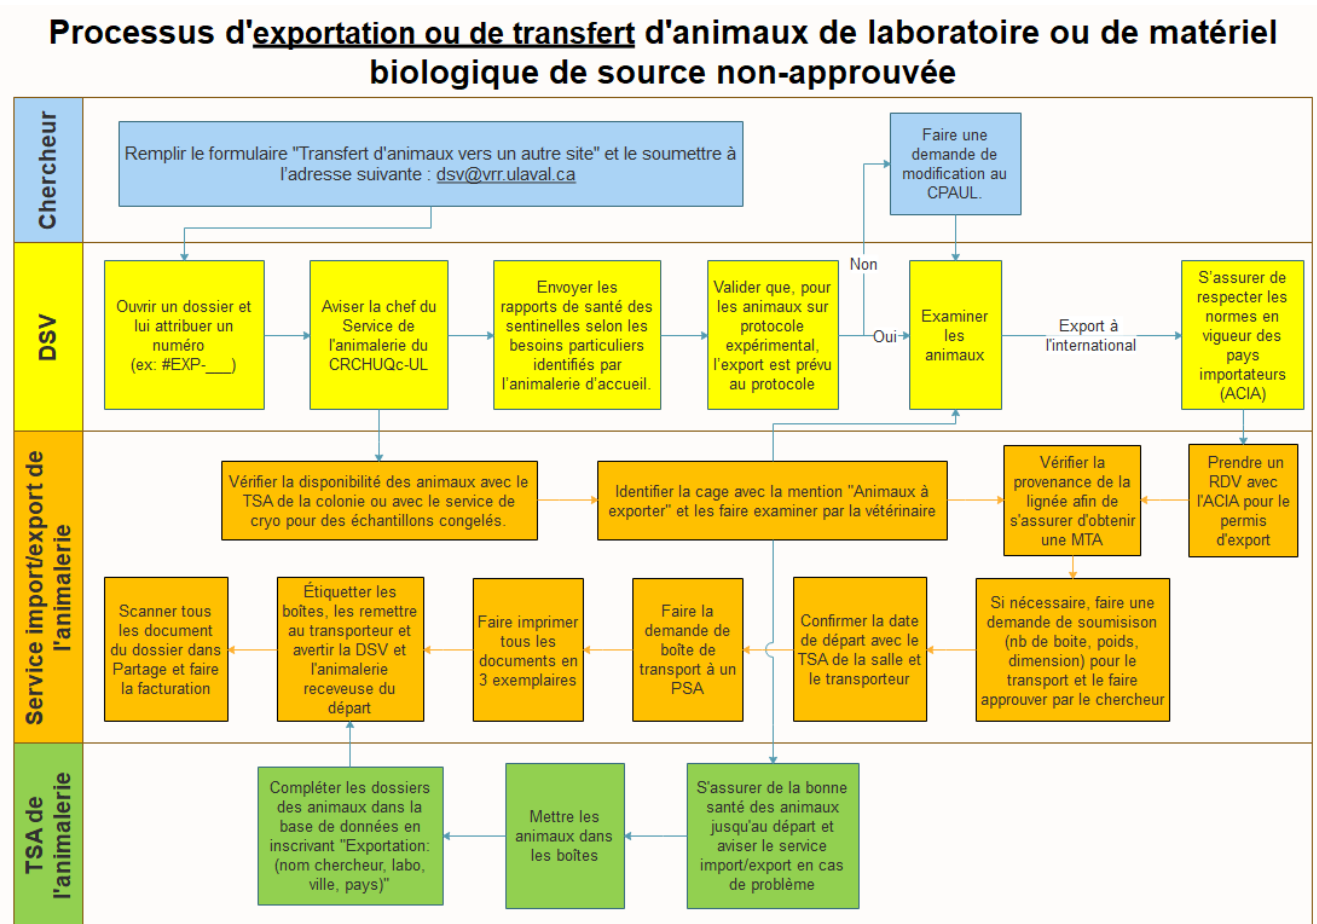 Processus d'exportation ou de transfert d'animaux de laboratoire ou de matériel
biologique de source non-approuvée
Chercheur
Remplir le formulaire "Transfert d'animaux vers un autre site" et le soumettre à
l'adresse suivante : dsv@vrr.ulaval.ca
Faire une
demande de
modification au
CPAUL.
DSV
Ouvrir un dossier et
lui attribuer un
numéro
(ex: #EXP-___)
Aviser la chef du
Service de
l'animalerie du
CRCHUQc-UL
Envoyer les
rapports de santé des
sentinelles selon les
besoins particuliers
identifiés par
l'animalerie d'accueil.
Valider que, pour
les animaux sur
protocole
expérimental,
l'export est prévu
au protocole
Non
Oui
Examiner
les
animaux
Export à
l'international
S'assurer de
respecter les
normes en
vigueur des
pays
importateurs
(ACIA)
Service import/export de
l'animalerie
Vérifier la disponibilité des animaux avec le
TSA de la colonie ou avec le service de
cryo pour des échantillons congelés.
Identifier la cage avec la mention "Animaux à
exporter" et les faire examiner par la vétérinaire
Vérifier la
provenance de la
lignée afin de
s'assurer d'obtenir
une MTA
Prendre un
RDV avec
l'ACIA pour le
permis
d'export
Scanner tous
les document
du dossier dans
Partage et faire
la facturation
Étiquetter les
boîtes, les remettre
au transporteur et
avertir la DSV et
l'animalerie
receveuse du
départ
Faire imprimer
tous les
documents en
3 exemplaires
Faire la
demande de
boîte de
transport à un
PSA
Confirmer la date
de départ avec le
TSA de la salle et
le transporteur
Si nécessaire, faire une
demande de soumisison
(nb de boite, poids,
dimension) pour le
transport et le faire
approuver par le chercheur
TSA de
l'animalerie
Compléter les dossiers
des animaux dans la
base de données en
inscrivant "Exportation:
(nom chercheur, labo,
ville, pays)"
Mettre les
animaux dans
les boîtes
S'assurer de la bonne
santé des animaux
jusqu'au départ et
aviser le service
import/export en cas
de problème